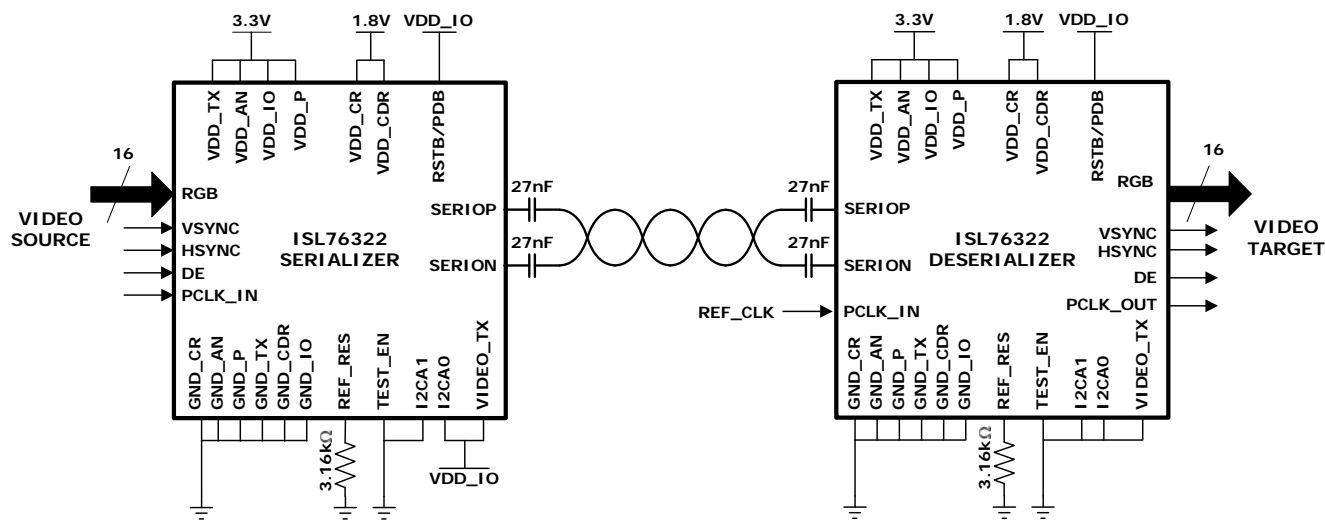 3.3V
1.8V
VDD_IO
VDD_TX
VDD_AN
VDD_IO
VDD_P
VDD_CR
VDD_CDR
RSTB/PDB
16
RGB
VIDEO
SOURCE
VSYNC
HSYNC
DE
PCLK_IN
ISL76322
SERIALIZER
SERIOP
SERION
27nF
27nF
GND_CR
GND_AN
GND_P
GND_TX
GND_CDR
GND_IO
REF_RES
TEST_EN
I2CA1
I2CA0
VIDEO_TX
3.16kΩ
VDD_IO
3.3V
1.8V
VDD_IO
VDD_TX
VDD_AN
VDD_IO
VDD_P
VDD_CR
VDD_CDR
RSTB/PDB
27nF
27nF
SERIOP
SERION
ISL76322
DESERIALIZER
REF_CLK
PCLK_IN
RGB
16
VSYNC
HSYNC
DE
PCLK_OUT
VIDEO
TARGET
GND_CR
GND_AN
GND_P
GND_TX
GND_CDR
GND_IO
REF_RES
TEST_EN
I2CA1
I2CA0
VIDEO_TX
3.16kΩ